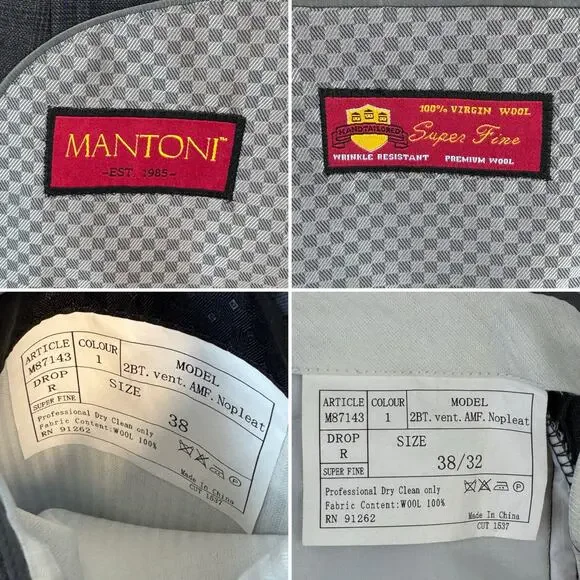 MANTONI™
-EST. 1985-
100% VIRGIN WOOL
HANDTAILORED
Super Fine
WRINKLE RESISTANT PREMIUM WOOL
ARTICLE COLOUR MODEL
M87143 1 2BT. vent. AMF. Nopleat
DROP SIZE
R 38
SUPER FINE
Professional Dry Clean only
Fabric Content:WOOL 100%
RN 91262
Made In China
CUT 1537
ARTICLE COLOUR MODEL
M87143 1 2BT. vent. AMF. Nopleat
DROP SIZE
R 38/32
SUPER FINE
Professional Dry Clean only
Fabric Content:WOOL 100%
RN 91262
Made In China
CUT 1537